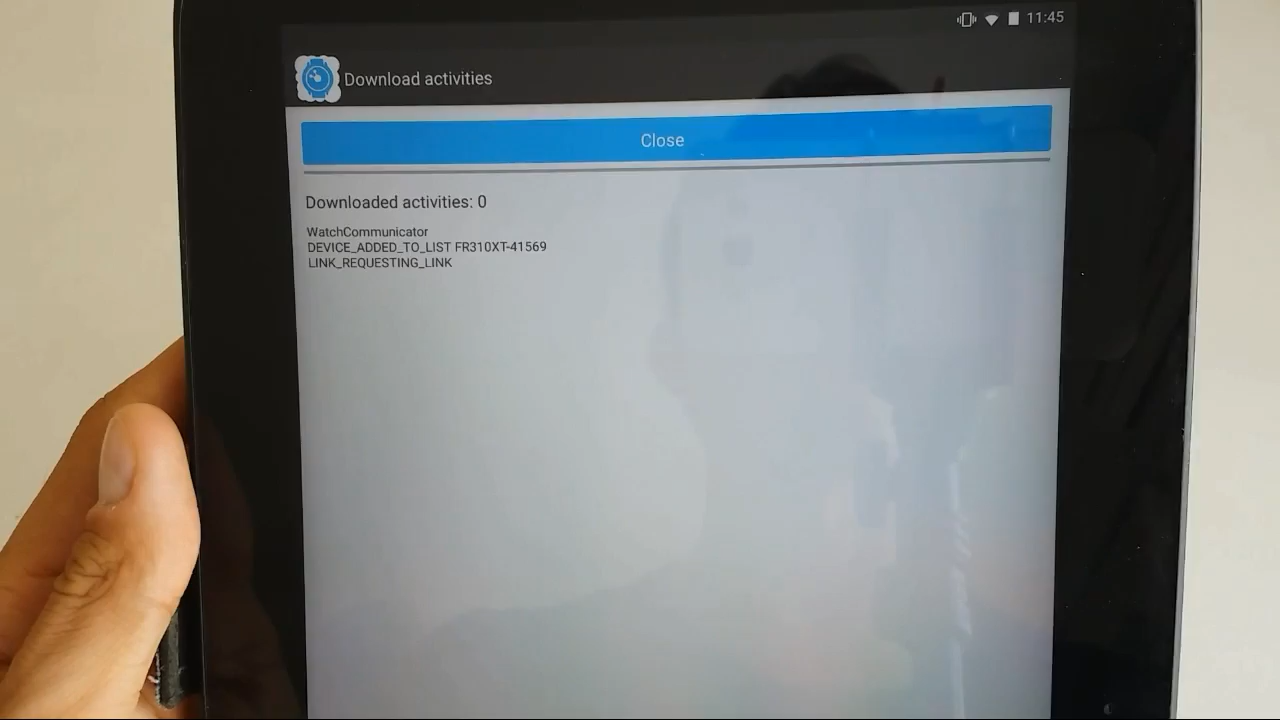 11:45
Download activities
Close
Downloaded activities: 0
WatchCommunicator
DEVICE_ADDED_TO_LIST FR310XT-41569
LINK_REQUESTING_LINK